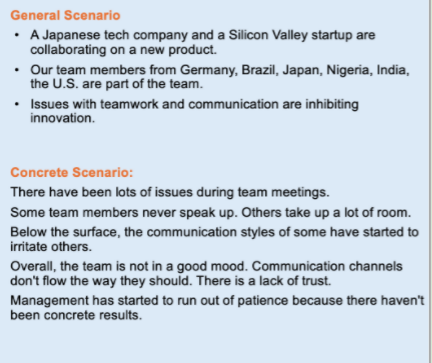 General Scenario
• A Japanese tech company and a Silicon Valley startup are
collaborating on a new product.
• Our team members from Germany, Brazil, Japan, Nigeria, India,
the U.S. are part of the team.
• Issues with teamwork and communication are inhibiting
innovation.
Concrete Scenario:
There have been lots of issues during team meetings.
Some team members never speak up. Others take up a lot of room.
Below the surface, the communication styles of some have started to
irritate others.
Overall, the team is not in a good mood. Communication channels
don't flow the way they should. There is a lack of trust.
Management has started to run out of patience because there haven't
been concrete results.